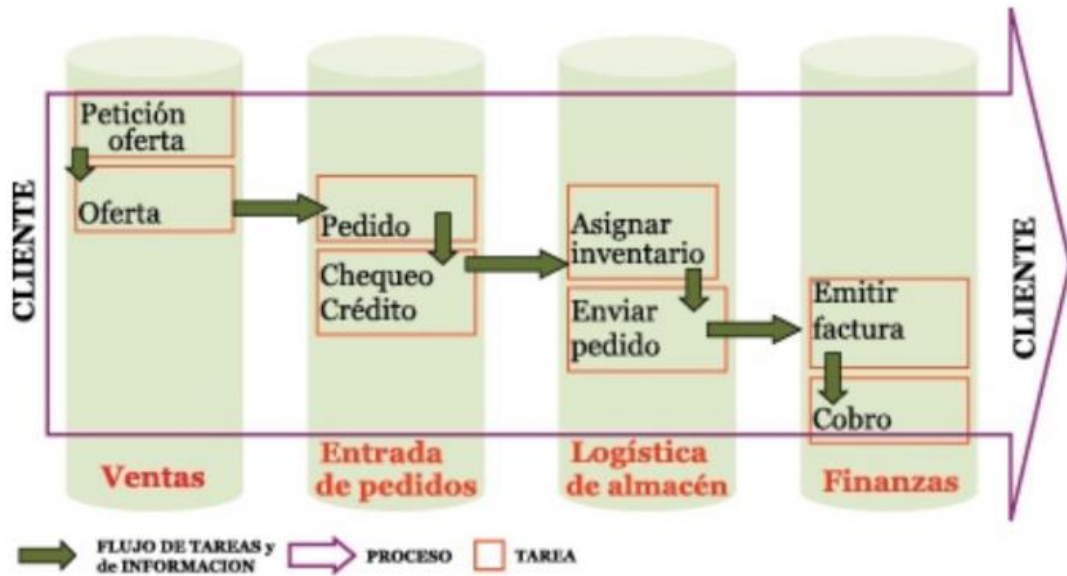 CLIENTE
Petición
oferta
Oferta
Ventas
Pedido
Chequeo
Crédito
Entrada
de pedidos
Asignar
inventario
Enviar
pedido
Logística
de almacén
Emitir
factura
Cobro
Finanzas
CLIENTE
FLUJO DE TAREAS y
de INFORMACION
PROCESO
TAREA